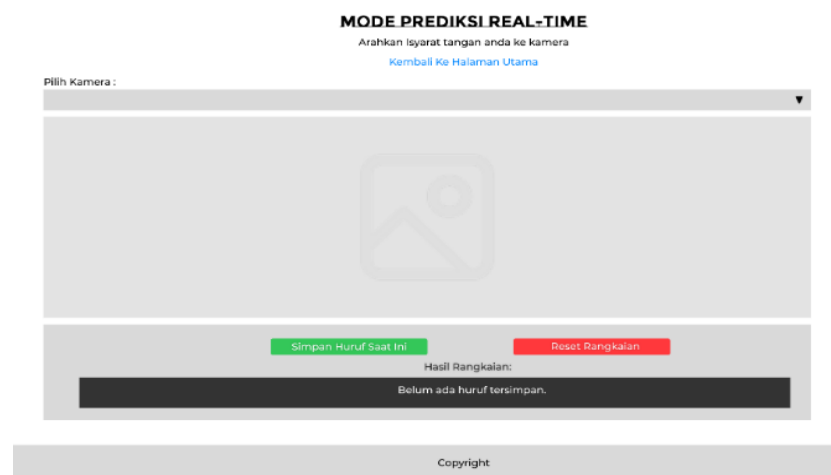 MODE PREDIKSI REAL-TIME
Arahkan Isyarat tangan anda ke kamera
Kembali Ke Halaman Utama
Pilih Kamera :
Simpan Huruf Saat Ini
Reset Rangkaian
Hasil Rangkaian:
Belum ada huruf tersimpan.
Copyright